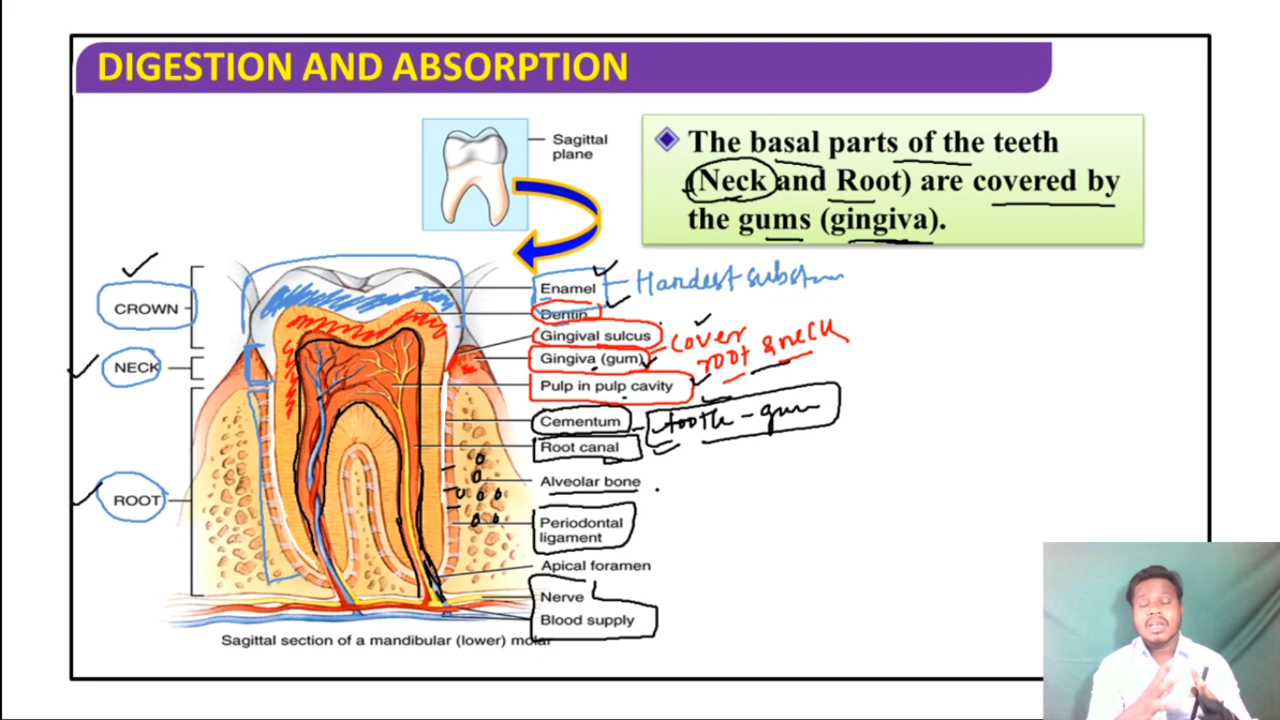 DIGESTION AND ABSORPTION
Sagittal
plane
The basal parts of the teeth
(Neck and Root) are covered by
the gums (gingiva).
CROWN
NECK
ROOT
Enamel
Hardest substan
Dentin
Gingival sulcus
Gingiva (gum)
cover
root & neck
Pulp in pulp cavity
Cementum
tooth-gum
Root canal
Alveolar bone
Periodontal
ligament
Apical foramen
Nerve
Blood supply
Sagittal section of a mandibular (lower) molar